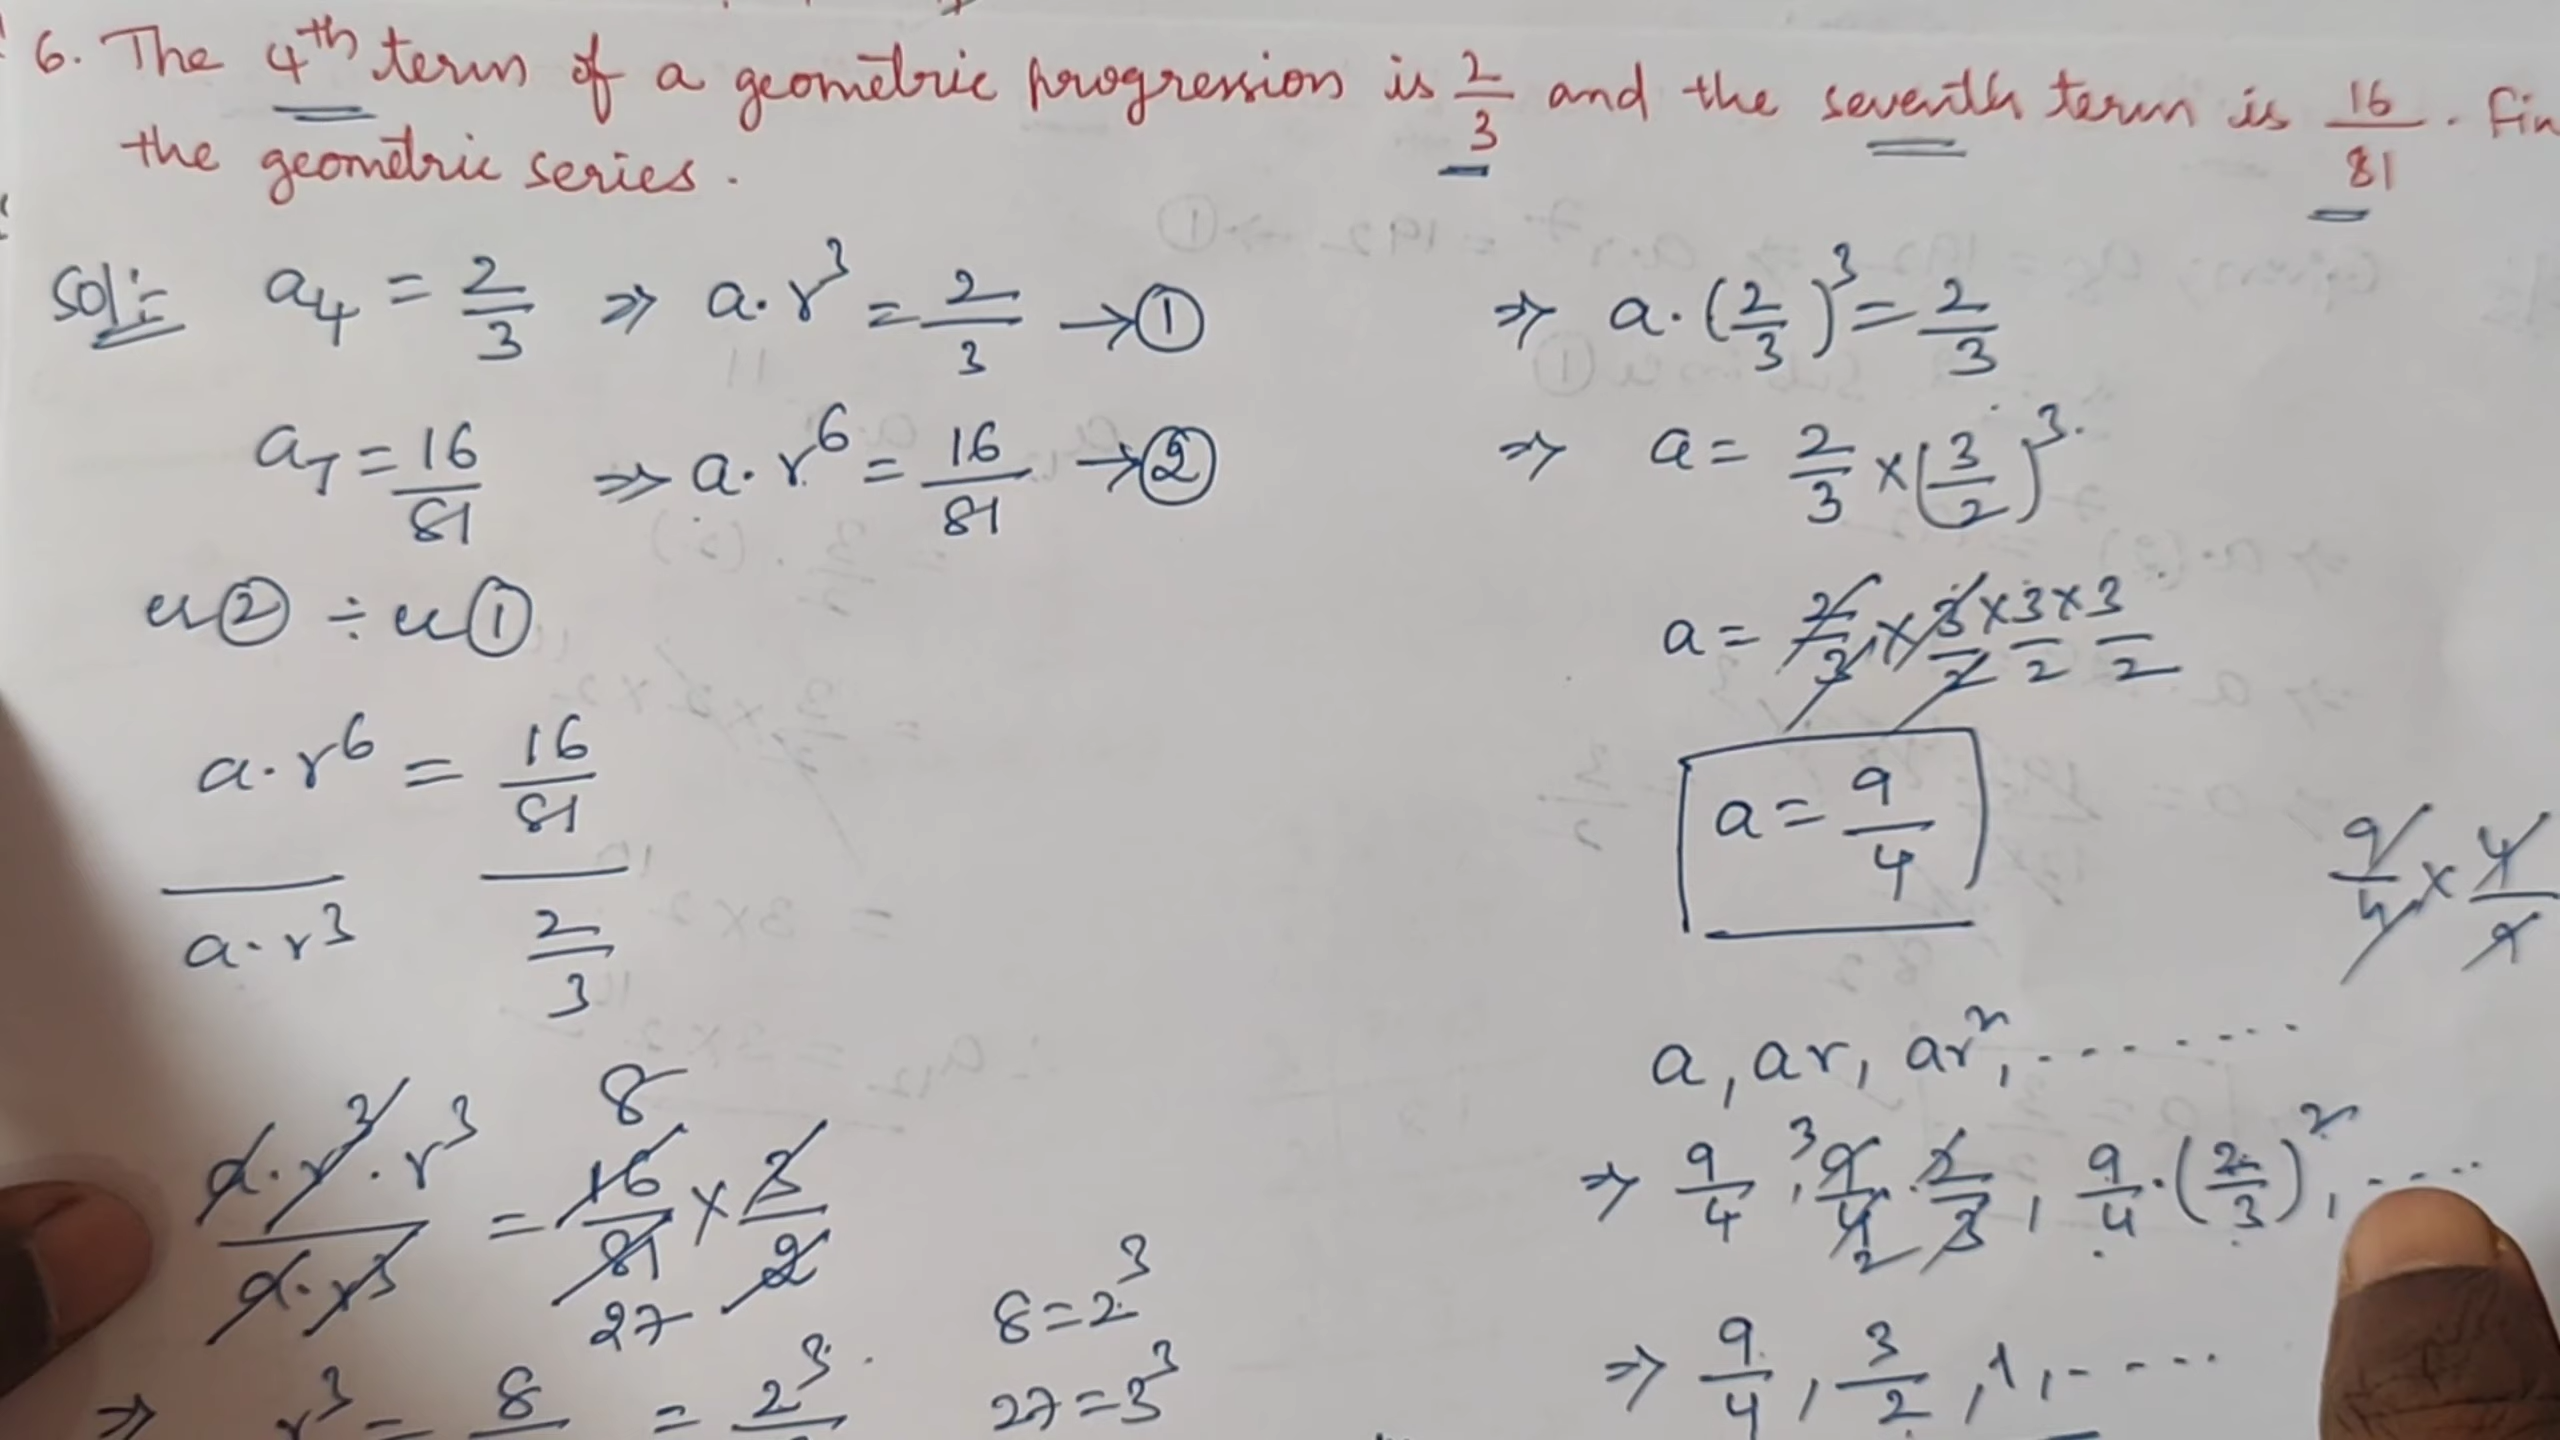 6. The 4th term of a geometric progression is 2/3 and the seventh term is 16/81. Fin
the geometric series.
Sol:- a₄ = 2/3 ⇒ a·r³ = 2/3 → ①
a₇ = 16/81 ⇒ a·r⁶ = 16/81 → ②
② ÷ ①
a·r⁶ / a·r³ = 16/81 / 2/3
a·r³·r³ / a·r³ = 16/81 × 3/2
8
27
8 = 2³
27 = 3³
⇒ r³ = 8 = 2³
⇒ a·(2/3)³ = 2/3
⇒ a = 2/3 × (3/2)³
a = 2/3 × 3/2 × 3/2 × 3/2
a = 9/4
9/4 × 4/9
a, ar, ar², ........
⇒ 9/4, ³9/4₂ · 2/3, 9/4·(2/3)², ....
⇒ 9/4, 3/2, 1, .....